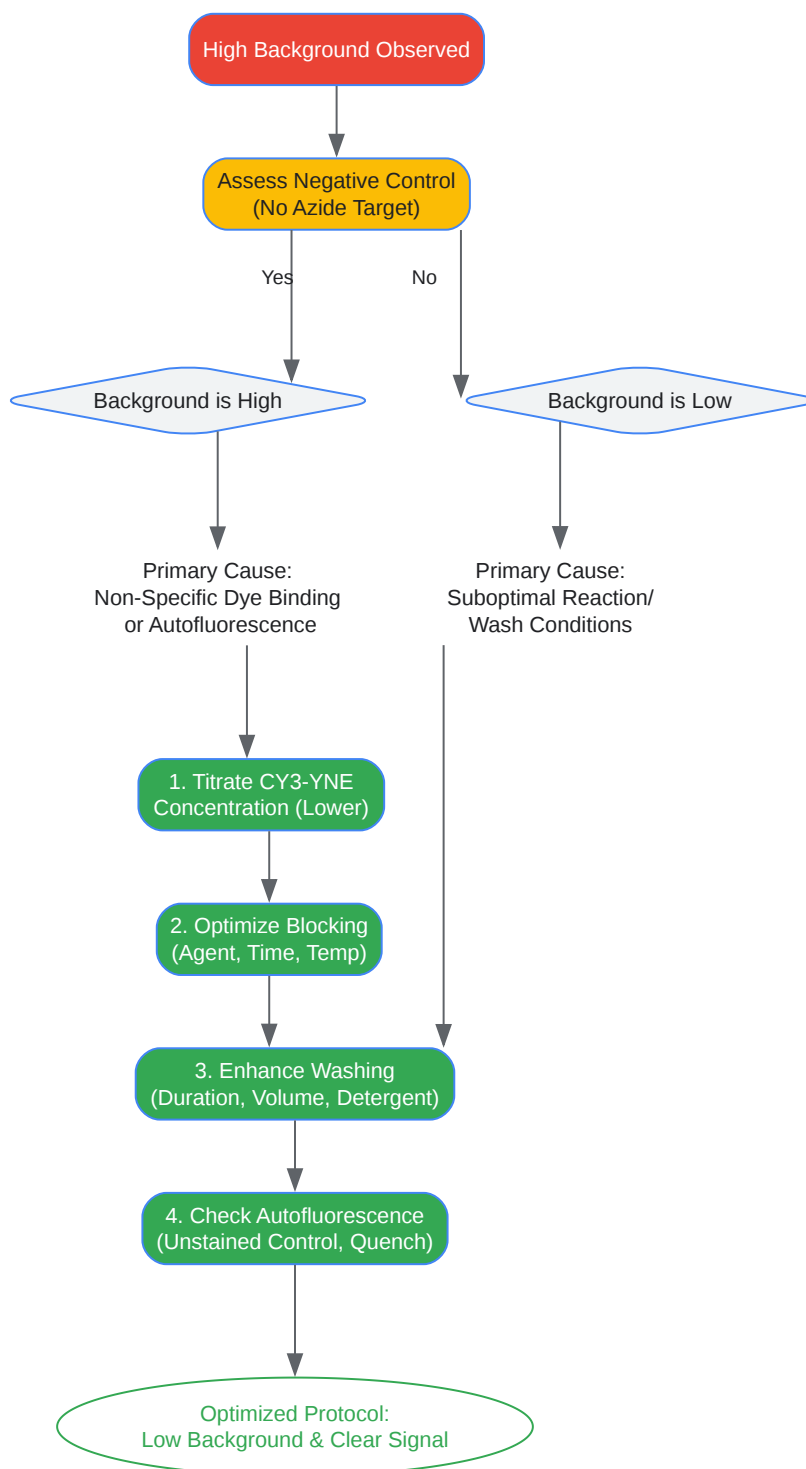 High Background Observed
Assess Negative Control
(No Azide Target)
Yes
No
Background is High
Background is Low
Primary Cause:
Non-Specific Dye Binding
or Autofluorescence
Primary Cause:
Suboptimal Reaction/
Wash Conditions
1. Titrate CY3-YNE
Concentration (Lower)
2. Optimize Blocking
(Agent, Time, Temp)
3. Enhance Washing
(Duration, Volume, Detergent)
4. Check Autofluorescence
(Unstained Control, Quench)
Optimized Protocol:
Low Background & Clear Signal